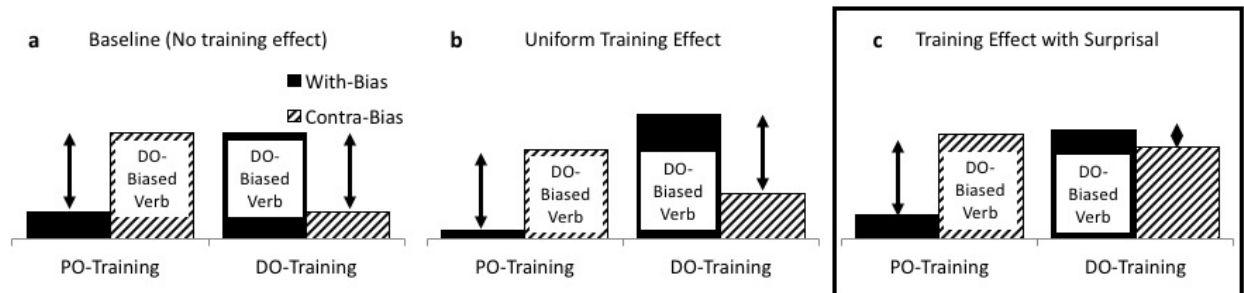 a Baseline (No training effect)
With-Bias
Contra-Bias
DO-
Biased
Verb
DO-
Biased
Verb
PO-Training DO-Training
b Uniform Training Effect
DO-
Biased
Verb
DO-
Biased
Verb
PO-Training DO-Training
c Training Effect with Surprisal
DO-
Biased
Verb
DO-
Biased
Verb
PO-Training DO-Training